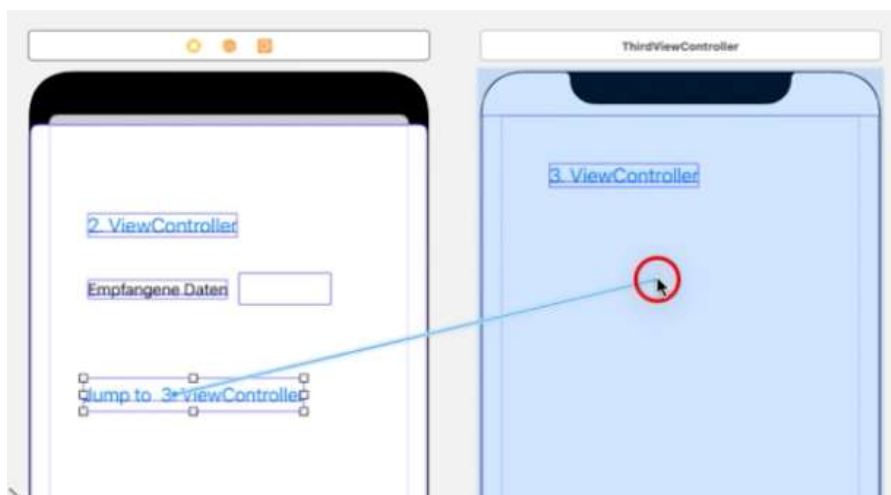 ThirdViewController
3. ViewController
2. ViewController
Empfangene Daten
Jump to 3. ViewController